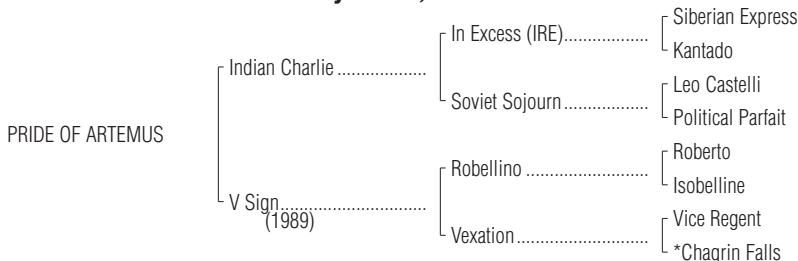 Siberian Express
In Excess (IRE)...................
Kantado
Indian Charlie ....................
Leo Castelli
Soviet Sojourn...................
Political Parfait
PRIDE OF ARTEMUS
Roberto
Robellino ...........................
Isobelline
V Sign.................................
(1989)
Vice Regent
Vexation.............................
*Chagrin Falls